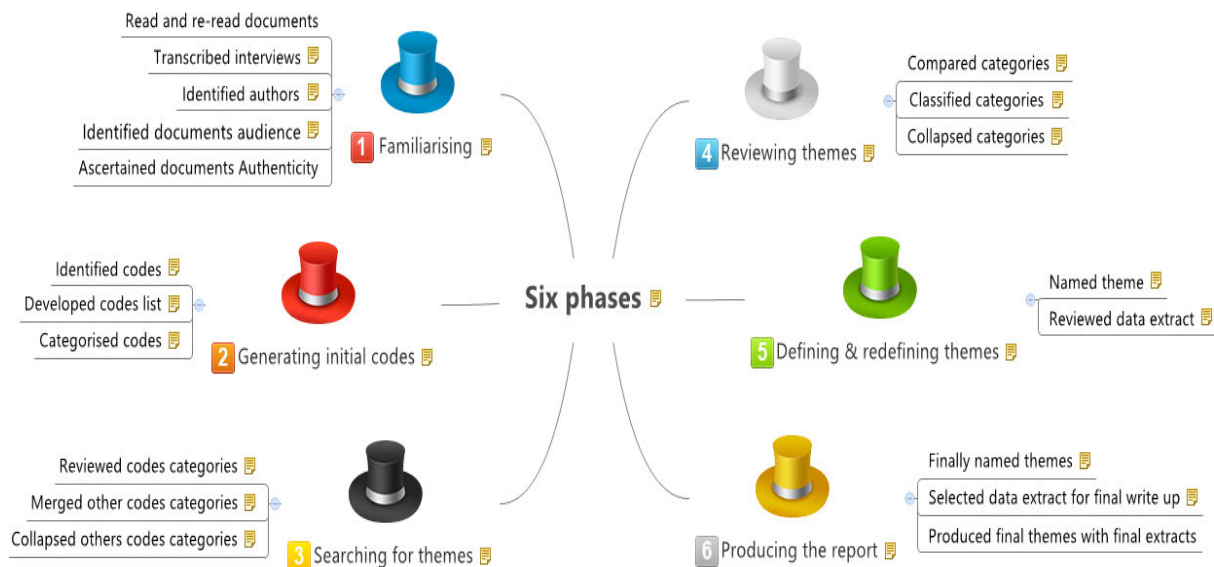 Read and re-read documents
Transcribed interviews
Identified authors
Identified documents audience
Ascertained documents Authenticity
1 Familiarising
Identified codes
Developed codes list
Categorised codes
2 Generating initial codes
Reviewed codes categories
Merged other codes categories
Collapsed others codes categories
3 Searching for themes
Six phases
Compared categories
Classified categories
Collapsed categories
4 Reviewing themes
Named theme
Reviewed data extract
5 Defining & redefining themes
Finally named themes
Selected data extract for final write up
Produced final themes with final extracts
6 Producing the report